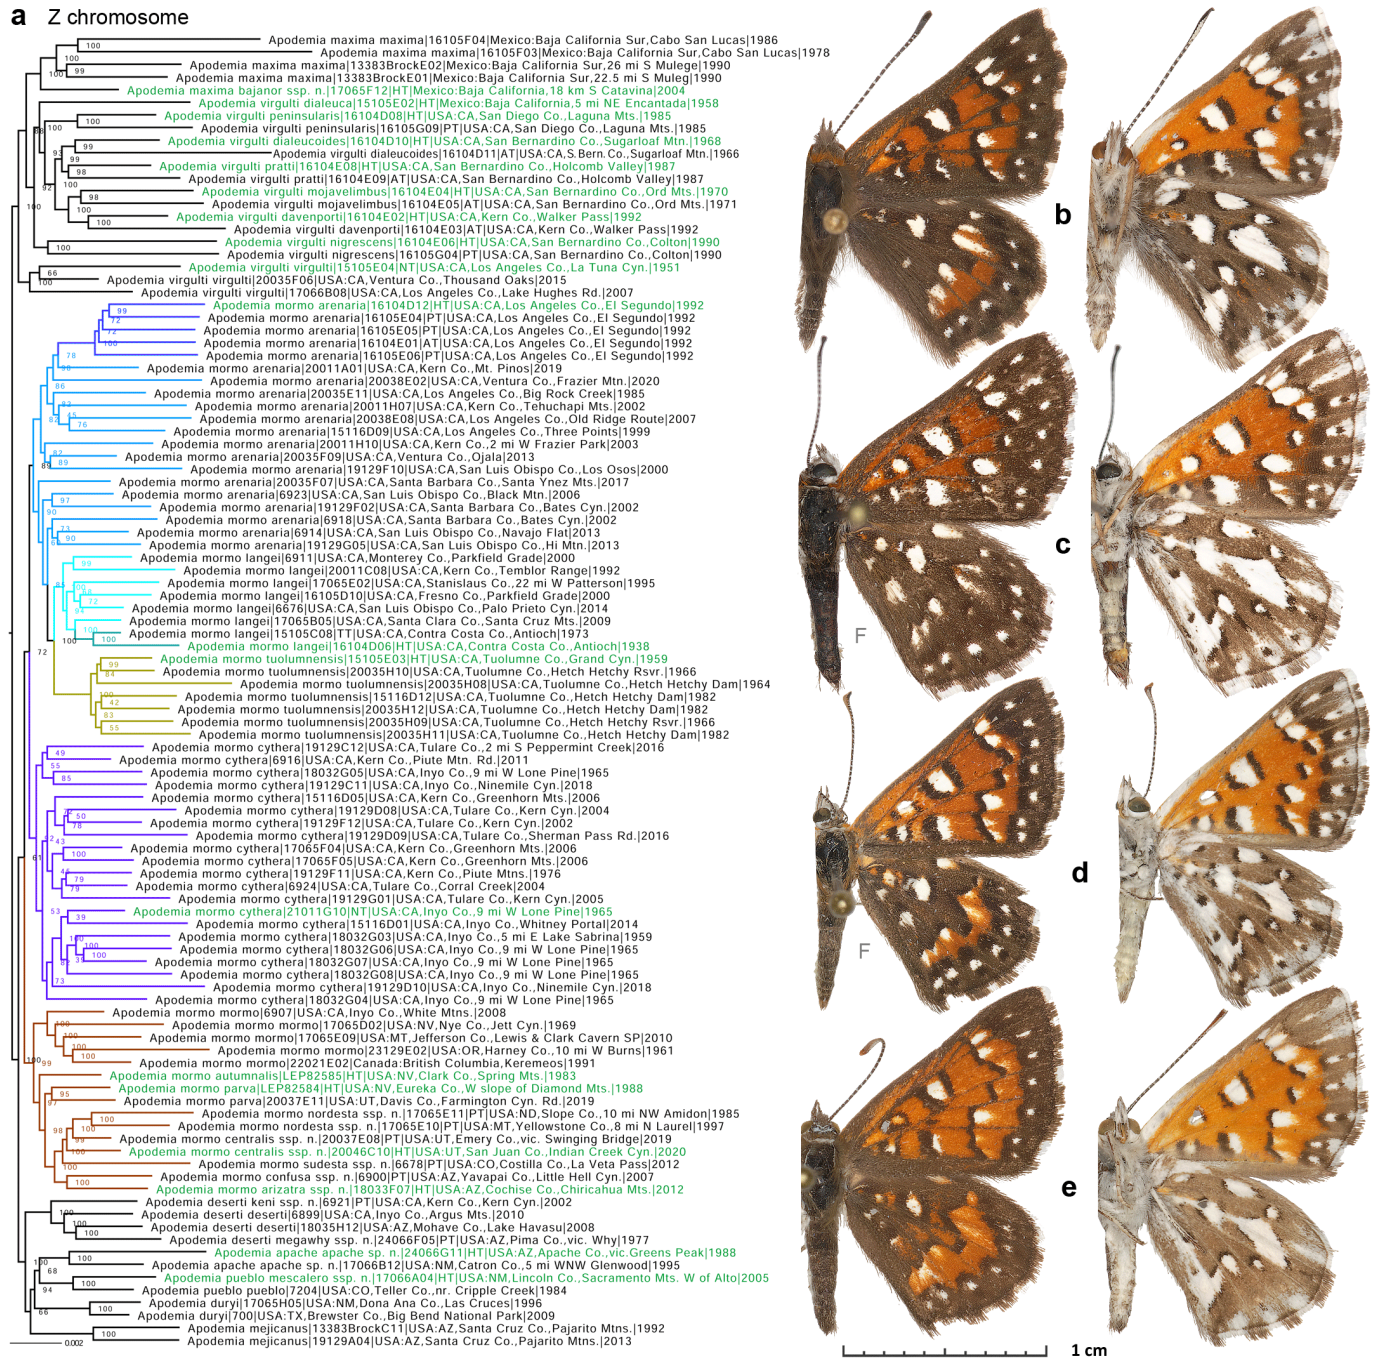 a Z chromosome
Apodemia maxima maxima|16105F04|Mexico:Baja California Sur,Cabo San Lucas|1986
Apodemia maxima maxima|16105F03|Mexico:Baja California Sur,Cabo San Lucas|1978
Apodemia maxima maxima|13383BrockE02|Mexico:Baja California Sur,26 mi S Mulege|1990
Apodemia maxima maxima|13383BrockE01|Mexico:Baja California Sur,22.5 mi S Muleg|1990
Apodemia maxima bajanor ssp. n.|17065F12|HT|Mexico:Baja California,18 km S Catavina|2004
Apodemia virgulti dialeuca|15105E02|HT|Mexico:Baja California,5 mi NE Encantada|1958
Apodemia virgulti peninsularis|16104D08|HT|USA:CA,San Diego Co.,Laguna Mts.|1985
Apodemia virgulti peninsularis|16105G09|PT|USA:CA,San Diego Co.,Laguna Mts.|1985
Apodemia virgulti dialeucoides|16104D10|HT|USA:CA,San Bernardino Co.,Sugarloaf Mtn.|1968
Apodemia virgulti dialeucoides|16104D11|AT|USA:CA,S.Bern.Co.,Sugarloaf Mtn.|1966
Apodemia virgulti pratti|16104E08|HT|USA:CA,San Bernardino Co.,Holcomb Valley|1987
Apodemia virgulti pratti|16104E09|AT|USA:CA,San Bernardino Co.,Holcomb Valley|1987
Apodemia virgulti mojavelimbus|16104E04|HT|USA:CA,San Bernardino Co.,Ord Mts.|1970
Apodemia virgulti mojavelimbus|16104E05|AT|USA:CA,San Bernardino Co.,Ord Mts.|1971
Apodemia virgulti davenporti|16104E02|HT|USA:CA,Kern Co.,Walker Pass|1992
Apodemia virgulti davenporti|16104E03|AT|USA:CA,Kern Co.,Walker Pass|1992
Apodemia virgulti nigrescens|16104E06|HT|USA:CA,San Bernardino Co.,Colton|1990
Apodemia virgulti nigrescens|16105G04|PT|USA:CA,San Bernardino Co.,Colton|1990
Apodemia virgulti virgulti|15105E04|NT|USA:CA,Los Angeles Co.,La Tuna Cyn.|1951
Apodemia virgulti virgulti|20035F06|USA:CA,Ventura Co.,Thousand Oaks|2015
Apodemia virgulti virgulti|17066B08|USA:CA,Los Angeles Co.,Lake Hughes Rd.|2007
Apodemia mormo arenaria|16104D12|HT|USA:CA,Los Angeles Co.,El Segundo|1992
Apodemia mormo arenaria|16105E04|PT|USA:CA,Los Angeles Co.,El Segundo|1992
Apodemia mormo arenaria|16105E05|PT|USA:CA,Los Angeles Co.,El Segundo|1992
Apodemia mormo arenaria|16104E01|AT|USA:CA,Los Angeles Co.,El Segundo|1992
Apodemia mormo arenaria|16105E06|PT|USA:CA,Los Angeles Co.,El Segundo|1992
Apodemia mormo arenaria|20011A01|USA:CA,Kern Co.,Mt. Pinos|2019
Apodemia mormo arenaria|20038E02|USA:CA,Ventura Co.,Frazier Mtn.|2020
Apodemia mormo arenaria|20035E11|USA:CA,Los Angeles Co.,Big Rock Creek|1985
Apodemia mormo arenaria|20011H07|USA:CA,Kern Co.,Tehuchapi Mts.|2002
Apodemia mormo arenaria|20038E08|USA:CA,Los Angeles Co.,Old Ridge Route|2007
Apodemia mormo arenaria|15116D09|USA:CA,Los Angeles Co.,Three Points|1999
Apodemia mormo arenaria|20011H10|USA:CA,Kern Co.,2 mi W Frazier Park|2003
Apodemia mormo arenaria|20035F09|USA:CA,Ventura Co.,Ojala|2013
Apodemia mormo arenaria|19129F10|USA:CA,San Luis Obispo Co.,Los Osos|2000
Apodemia mormo arenaria|20035F07|USA:CA,Santa Barbara Co.,Santa Ynez Mts.|2017
Apodemia mormo arenaria|6923|USA:CA,San Luis Obispo Co.,Black Mtn.|2006
Apodemia mormo arenaria|19129F02|USA:CA,Santa Barbara Co.,Bates Cyn.|2002
Apodemia mormo arenaria|6918|USA:CA,Santa Barbara Co.,Bates Cyn.|2002
Apodemia mormo arenaria|6914|USA:CA,San Luis Obispo Co.,Navajo Flat|2013
Apodemia mormo arenaria|19129G05|USA:CA,San Luis Obispo Co.,Hi Mtn.|2013
Apodemia mormo langei|6911|USA:CA,Monterey Co.,Parkfield Grade|2000
Apodemia mormo langei|20011C08|USA:CA,Kern Co.,Temblor Range|1992
Apodemia mormo langei|17065E02|USA:CA,Stanislaus Co.,22 mi W Patterson|1995
Apodemia mormo langei|16105D10|USA:CA,Fresno Co.,Parkfield Grade|2000
Apodemia mormo langei|6676|USA:CA,San Luis Obispo Co.,Palo Prieto Cyn.|2014
Apodemia mormo langei|17065B05|USA:CA,Santa Clara Co.,Santa Cruz Mts.|2009
Apodemia mormo langei|15105C08|TT|USA:CA,Contra Costa Co.,Antioch|1973
Apodemia mormo langei|16104D06|HT|USA:CA,Contra Costa Co.,Antioch|1938
Apodemia mormo tuolumnensis|15105E03|HT|USA:CA,Tuolumne Co.,Grand Cyn.|1959
Apodemia mormo tuolumnensis|20035H10|USA:CA,Tuolumne Co.,Hetch Hetchy Rsvr.|1966
Apodemia mormo tuolumnensis|20035H08|USA:CA,Tuolumne Co.,Hetch Hetchy Dam|1964
Apodemia mormo tuolumnensis|15116D12|USA:CA,Tuolumne Co.,Hetch Hetchy Dam|1982
Apodemia mormo tuolumnensis|20035H12|USA:CA,Tuolumne Co.,Hetch Hetchy Dam|1982
Apodemia mormo tuolumnensis|20035H09|USA:CA,Tuolumne Co.,Hetch Hetchy Rsvr.|1966
Apodemia mormo tuolumnensis|20035H11|USA:CA,Tuolumne Co.,Hetch Hetchy Dam|1982
Apodemia mormo cythera|19129C12|USA:CA,Tulare Co.,2 mi S Peppermint Creek|2016
Apodemia mormo cythera|6916|USA:CA,Kern Co.,Piute Mtn. Rd.|2011
Apodemia mormo cythera|18032G05|USA:CA,Inyo Co.,9 mi W Lone Pine|1965
Apodemia mormo cythera|19129C11|USA:CA,Inyo Co.,Ninemile Cyn.|2018
Apodemia mormo cythera|15116D05|USA:CA,Kern Co.,Greenhorn Mts.|2006
Apodemia mormo cythera|19129D08|USA:CA,Tulare Co.,Kern Cyn.|2004
Apodemia mormo cythera|19129F12|USA:CA,Tulare Co.,Kern Cyn.|2002
Apodemia mormo cythera|19129D09|USA:CA,Tulare Co.,Sherman Pass Rd.|2016
Apodemia mormo cythera|17065F04|USA:CA,Kern Co.,Greenhorn Mts.|2006
Apodemia mormo cythera|17065F05|USA:CA,Kern Co.,Greenhorn Mts.|2006
Apodemia mormo cythera|19129F11|USA:CA,Kern Co.,Piute Mtns.|1976
Apodemia mormo cythera|6924|USA:CA,Tulare Co.,Corral Creek|2004
Apodemia mormo cythera|19129G01|USA:CA,Tulare Co.,Kern Cyn.|2005
Apodemia mormo cythera|21011G10|NT|USA:CA,Inyo Co.,9 mi W Lone Pine|1965
Apodemia mormo cythera|15116D01|USA:CA,Inyo Co.,Whitney Portal|2014
Apodemia mormo cythera|18032G03|USA:CA,Inyo Co.,5 mi E Lake Sabrina|1959
Apodemia mormo cythera|18032G06|USA:CA,Inyo Co.,9 mi W Lone Pine|1965
Apodemia mormo cythera|18032G07|USA:CA,Inyo Co.,9 mi W Lone Pine|1965
Apodemia mormo cythera|18032G08|USA:CA,Inyo Co.,9 mi W Lone Pine|1965
Apodemia mormo cythera|19129D10|USA:CA,Inyo Co.,Ninemile Cyn.|2018
Apodemia mormo cythera|18032G04|USA:CA,Inyo Co.,9 mi W Lone Pine|1965
Apodemia mormo mormo|6907|USA:CA,Inyo Co.,White Mtns.|2008
Apodemia mormo mormo|17065D02|USA:NV,Nye Co.,Jett Cyn.|1969
Apodemia mormo mormo|17065E09|USA:MT,Jefferson Co.,Lewis & Clark Cavern SP|2010
Apodemia mormo mormo|23129E02|USA:OR,Harney Co.,10 mi W Burns|1961
Apodemia mormo mormo|22021E02|Canada:British Columbia,Keremeos|1991
Apodemia mormo autumnalis|LEP82585|HT|USA:NV,Clark Co.,Spring Mts.|1983
Apodemia mormo parva|LEP82584|HT|USA:NV,Eureka Co.,W slope of Diamond Mts.|1988
Apodemia mormo parva|20037E11|USA:UT,Davis Co.,Farmington Cyn. Rd.|2019
Apodemia mormo nordesta ssp. n.|17065E11|PT|USA:ND,Slope Co.,10 mi NW Amidon|1985
Apodemia mormo nordesta ssp. n.|17065E10|PT|USA:MT,Yellowstone Co.,8 mi N Laurel|1997
Apodemia mormo centralis ssp. n.|20037E08|PT|USA:UT,Emery Co.,vic. Swinging Bridge|2019
Apodemia mormo centralis ssp. n.|20046C10|HT|USA:UT,San Juan Co.,Indian Creek Cyn.|2020
Apodemia mormo sudesta ssp. n.|6678|PT|USA:CO,Costilla Co.,La Veta Pass|2012
Apodemia mormo confusa ssp. n.|6900|PT|USA:AZ,Yavapai Co.,Little Hell Cyn.|2007
Apodemia mormo arizatra ssp. n.|18033F07|HT|USA:AZ,Cochise Co.,Chiricahua Mts.|2012
Apodemia deserti keni ssp. n.|6921|PT|USA:CA,Kern Co.,Kern Cyn.|2002
Apodemia deserti deserti|6899|USA:CA,Inyo Co.,Argus Mts.|2010
Apodemia deserti deserti|18035H12|USA:AZ,Mohave Co.,Lake Havasu|2008
Apodemia deserti megawhy ssp. n.|24066F05|PT|USA:AZ,Pima Co.,vic. Why|1977
Apodemia apache apache sp. n.|24066G11|HT|USA:AZ,Apache Co.,vic.Greens Peak|1988
Apodemia apache apache sp. n.|17066B12|USA:NM,Catron Co.,5 mi WNW Glenwood|1995
Apodemia pueblo mescalero ssp. n.|17066A04|HT|USA:NM,Lincoln Co.,Sacramento Mts. W of Alto|2005
Apodemia pueblo pueblo|7204|USA:CO,Teller Co.,nr. Cripple Creek|1984
Apodemia duryi|17065H05|USA:NM,Dona Ana Co.,Las Cruces|1996
Apodemia duryi|700|USA:TX,Brewster Co.,Big Bend National Park|2009
Apodemia mejicanus|13383BrockC11|USA:AZ,Santa Cruz Co.,Pajarito Mtns.|1992
Apodemia mejicanus|19129A04|USA:AZ,Santa Cruz Co.,Pajarito Mtns.|2013
0.002
b
c
F
d
F
e
1 cm